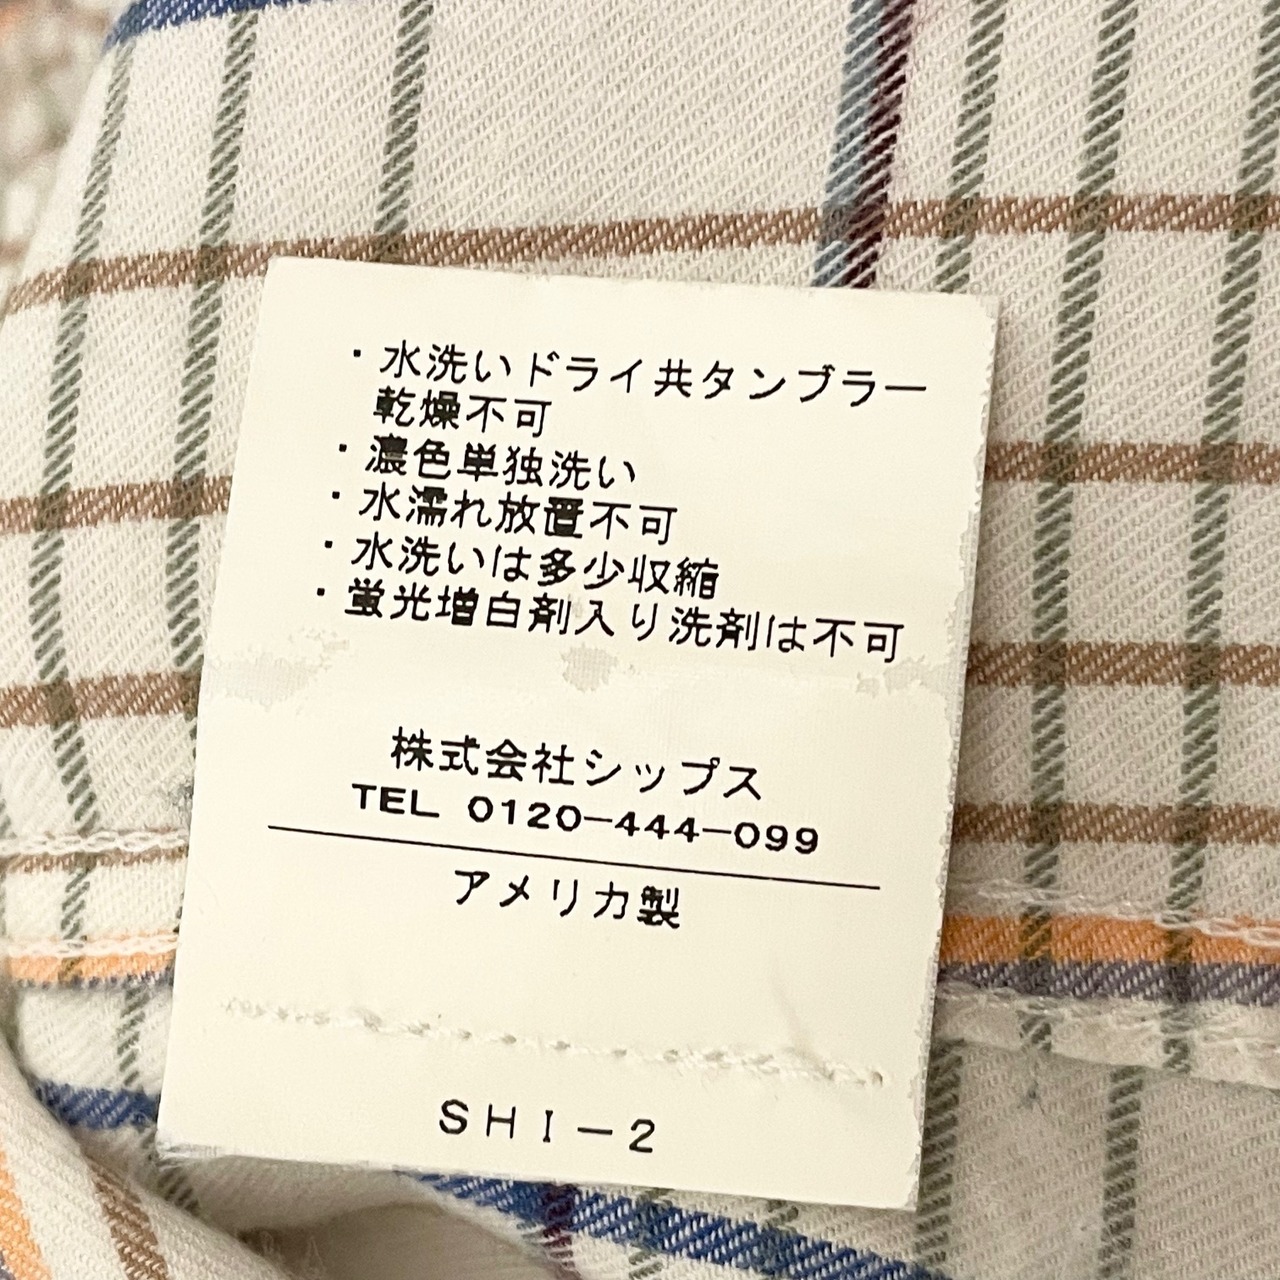 ・水洗いドライ共タンブラー
乾燥不可
・濃色単独洗い
・水濡れ放置不可
・水洗いは多少収縮
・蛍光増白剤入り洗剤は不可
株式会社シップス
TEL 0120-444-099
アメリカ製
SHI-2